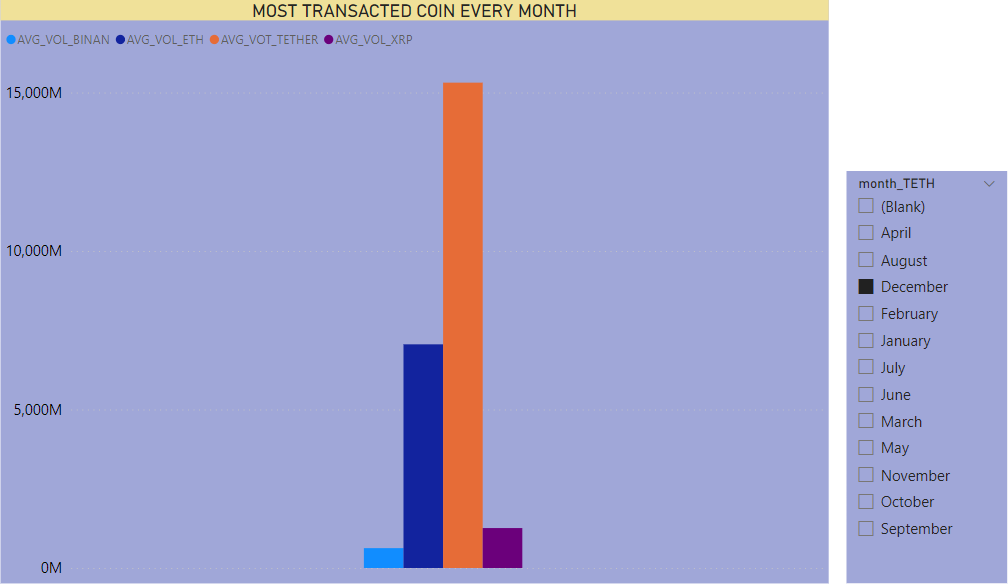 MOST TRANSACTED COIN EVERY MONTH
AVG_VOL_BINAN AVG_VOL_ETH AVG_VOT_TETHER AVG_VOL_XRP
15,000M
10,000M
5,000M
0M
month_TETH
(Blank)
April
August
December
February
January
July
June
March
May
November
October
September